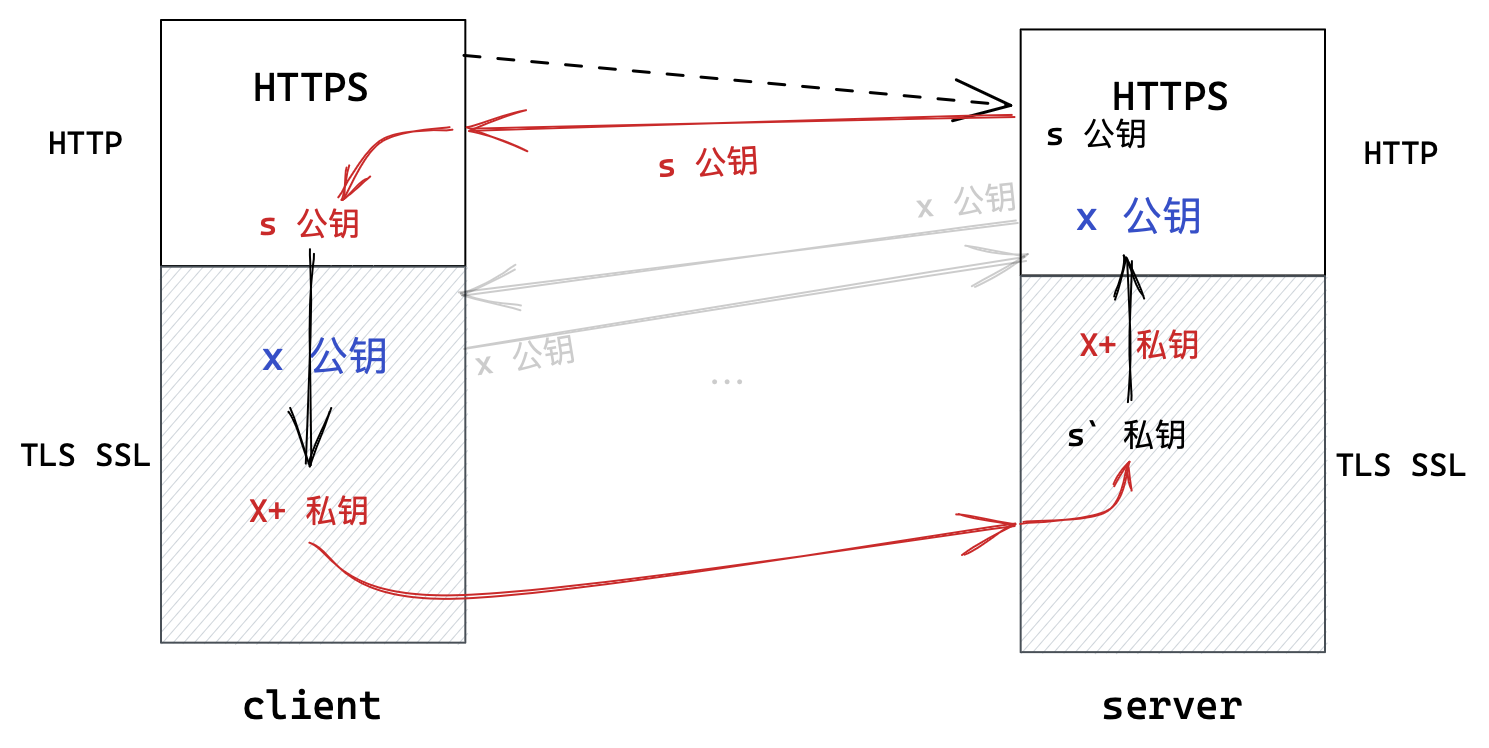 HTTPS
HTTP
s 公钥
x 公钥
TLS SSL
X+ 私钥
client
s 公钥
x 公钥
x 公钥
...
HTTPS
s 公钥
HTTP
x 公钥
X+ 私钥
s` 私钥
TLS SSL
server